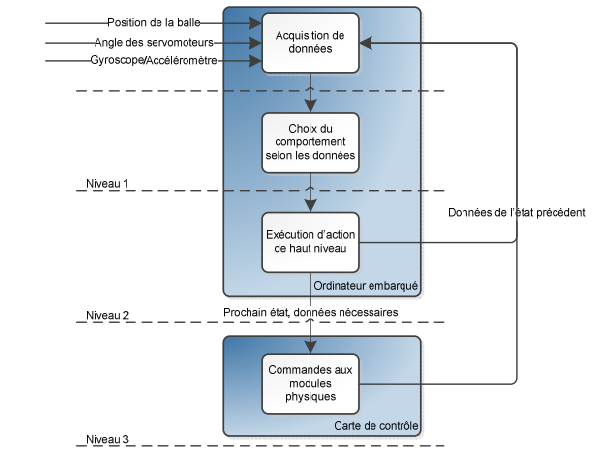 Position de la balle
Angle des servomoteurs
Gyroscope/Accéléromètre
Acquisition de
données
Choix du
comportement
selon les données
Niveau 1
Données de l'état précédent
Exécution d'action
ce haut niveau
Ordinateur embarqué
Prochain état, données nécessaires
Niveau 2
Commandes aux
modules
physiques
Carte de contrôle
Niveau 3